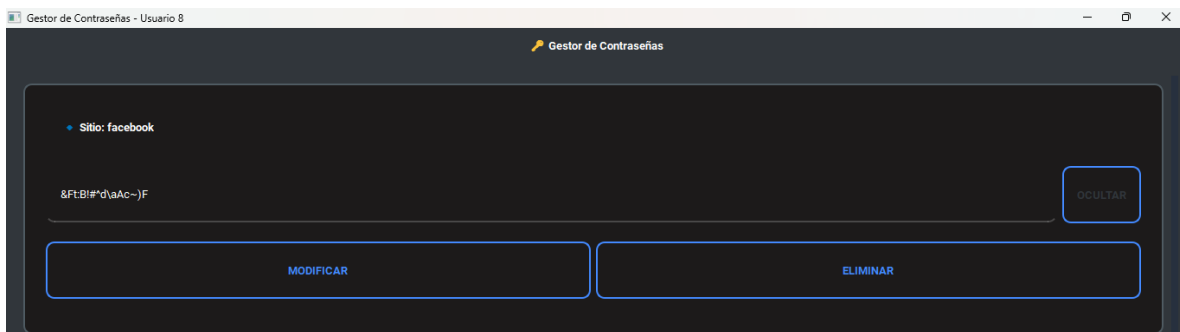 Gestor de Contraseñas - Usuario 8
Gestor de Contraseñas
Sitio: facebook
&Ft:B!#^d\aAc~)F
OCULTAR
MODIFICAR
ELIMINAR